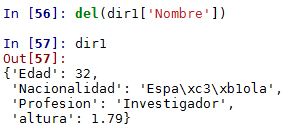 In [56]: del(dir1['Nombre'])
In [57]: dir1
Out[57]:
{'Edad': 32,
'Nacionalidad': 'Espa\xc3\xb1ola',
'Profesion': 'Investigador',
'altura': 1.79}